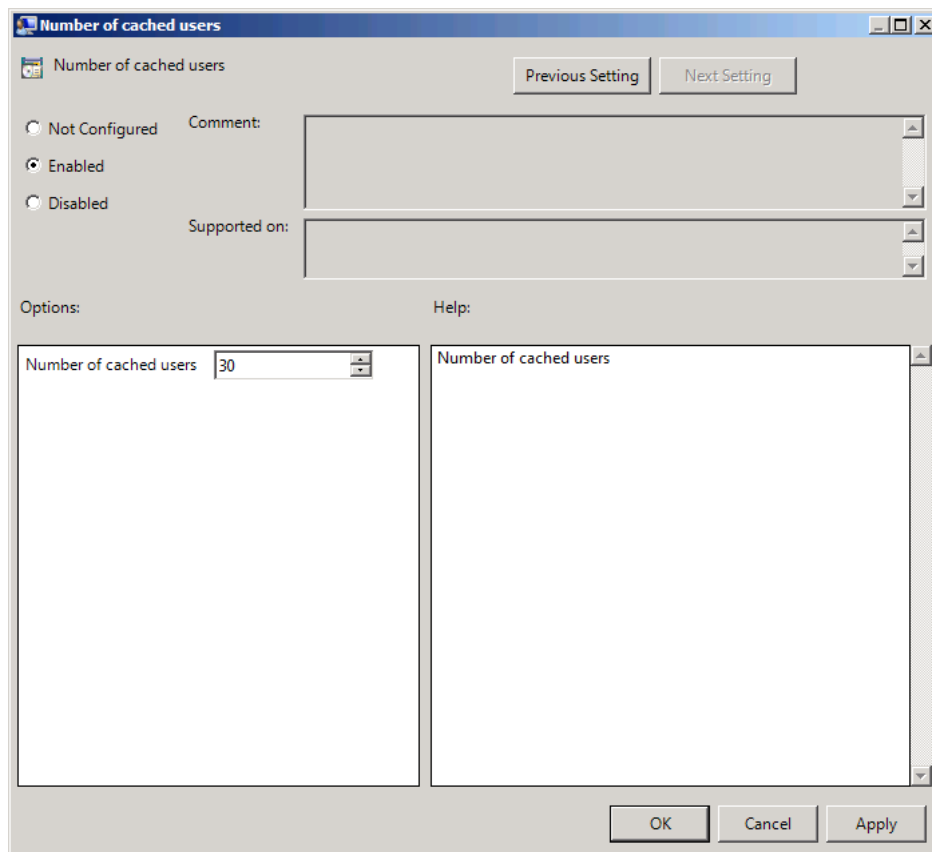 Number of cached users
Number of cached users
Previous Setting
Next Setting
Not Configured
Comment:
Enabled
Disabled
Supported on:
Options:
Help:
Number of cached users 30
Number of cached users
OK
Cancel
Apply